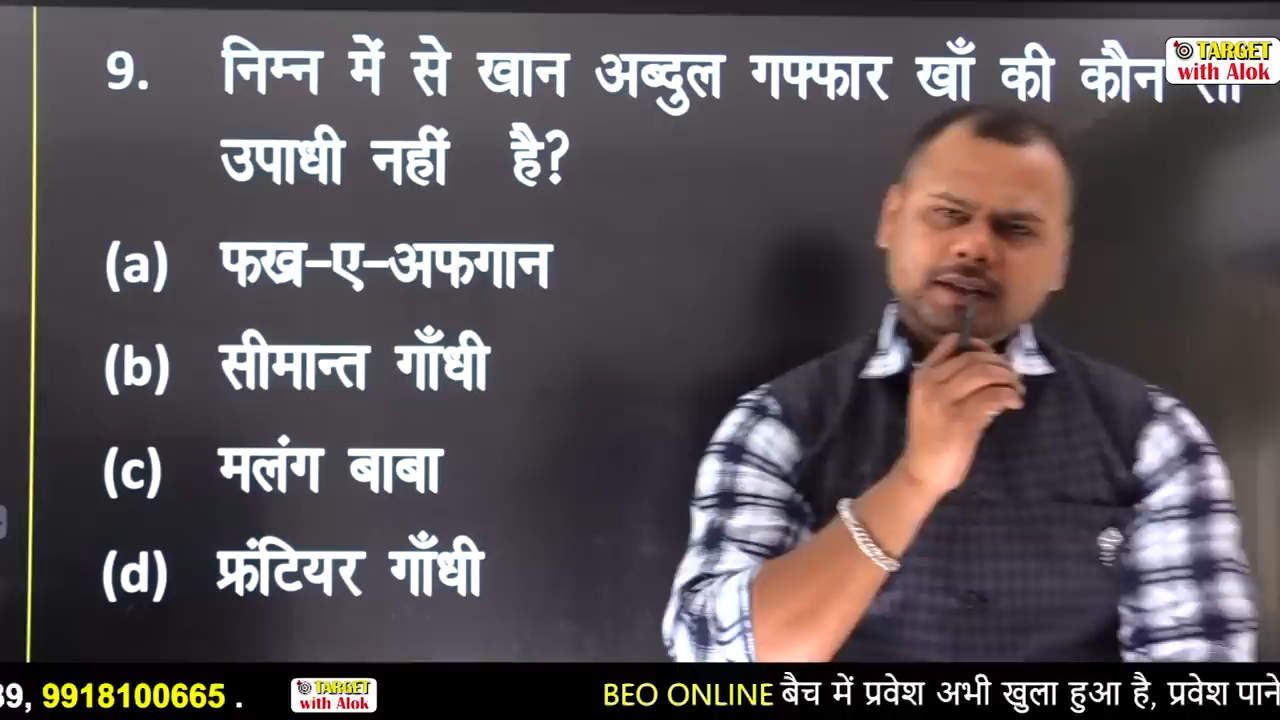 9. निम्न में से खान अब्दुल गफ्फार खाँ की कौन
उपाधी नहीं है?
(a) फख्र-ए-अफगान
(b) सीमान्त गाँधी
(c) मलंग बाबा
(d) फ्रंटियर गाँधी
TARGET
with Alok
39, 9918100665 .
TARGET
with Alok
BEO ONLINE बैच में प्रवेश अभी खुला हुआ है, प्रवेश पाने